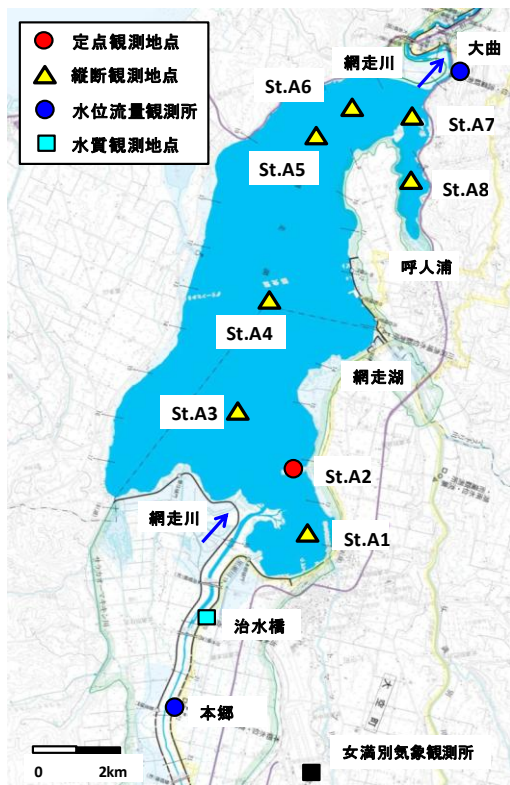 定点観測地点
縦断観測地点
水位流量観測所
水質観測地点
大曲
網走川
St.A6
St.A7
St.A5
St.A8
呼人浦
St.A4
網走湖
St.A3
St.A2
網走川
St.A1
治水橋
本郷
大空町
女満別気象観測所
0 2km